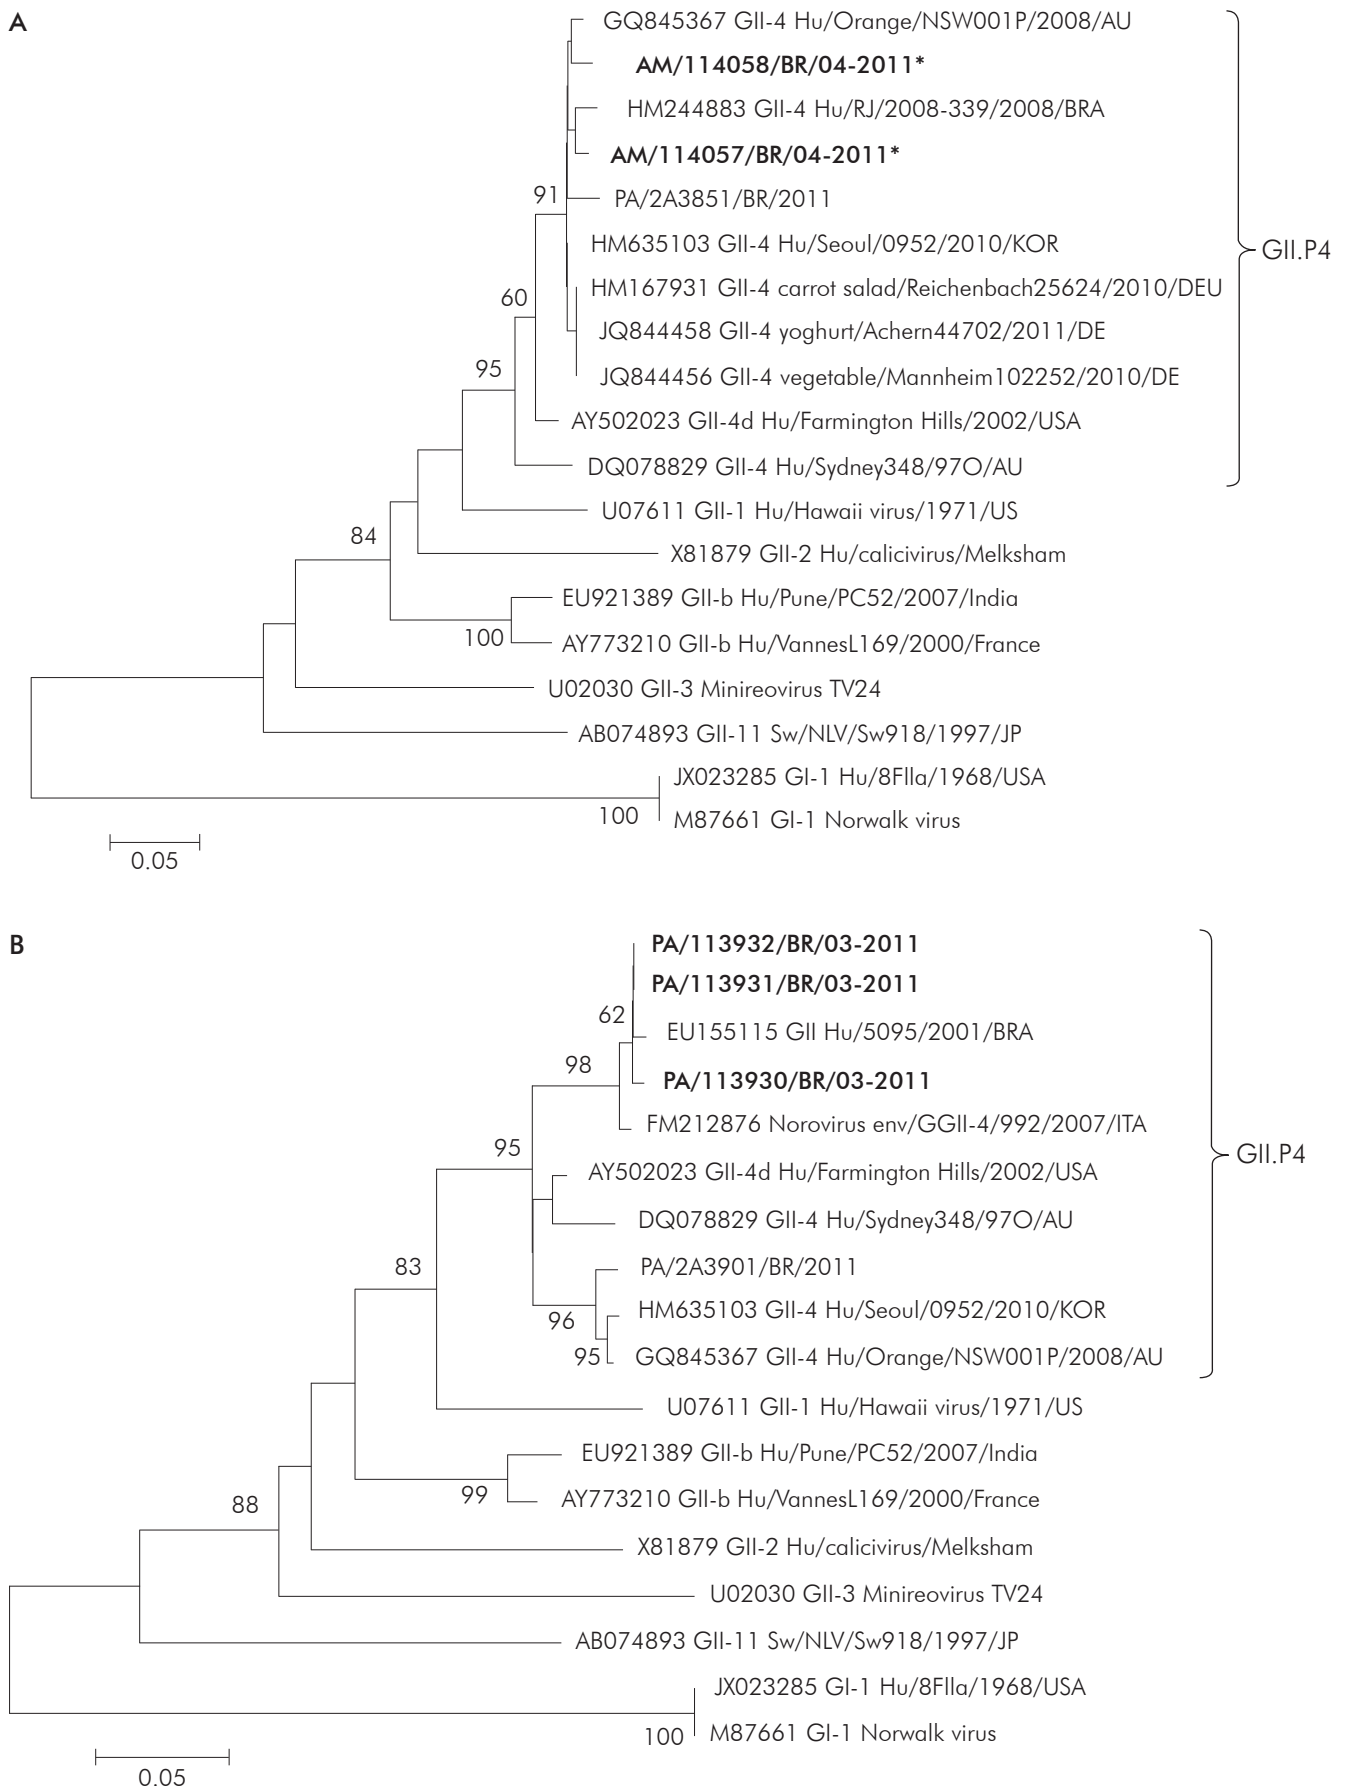 A
GQ845367 GII-4 Hu/Orange/NSW001P/2008/AU
AM/114058/BR/04-2011*
HM244883 GII-4 Hu/RJ/2008-339/2008/BRA
AM/114057/BR/04-2011*
91
PA/2A3851/BR/2011
HM635103 GII-4 Hu/Seoul/0952/2010/KOR
GII.P4
HM167931 GII-4 carrot salad/Reichenbach25624/2010/DEU
60
JQ844458 GII-4 yoghurt/Achern44702/2011/DE
95
JQ844456 GII-4 vegetable/Mannheim102252/2010/DE
AY502023 GII-4d Hu/Farmington Hills/2002/USA
DQ078829 GII-4 Hu/Sydney348/97O/AU
U07611 GII-1 Hu/Hawaii virus/1971/US
84
X81879 GII-2 Hu/calicivirus/Melksham
EU921389 GII-b Hu/Pune/PC52/2007/India
100
AY773210 GII-b Hu/VannesL169/2000/France
U02030 GII-3 Minireovirus TV24
AB074893 GII-11 Sw/NLV/Sw918/1997/JP
JX023285 GI-1 Hu/8FIIa/1968/USA
100
M87661 GI-1 Norwalk virus
0.05
B
PA/113932/BR/03-2011
PA/113931/BR/03-2011
62
EU155115 GII Hu/5095/2001/BRA
98
PA/113930/BR/03-2011
FM212876 Norovirus env/GGII-4/992/2007/ITA
95
GII.P4
AY502023 GII-4d Hu/Farmington Hills/2002/USA
DQ078829 GII-4 Hu/Sydney348/97O/AU
83
PA/2A3901/BR/2011
HM635103 GII-4 Hu/Seoul/0952/2010/KOR
96
95
GQ845367 GII-4 Hu/Orange/NSW001P/2008/AU
U07611 GII-1 Hu/Hawaii virus/1971/US
EU921389 GII-b Hu/Pune/PC52/2007/India
99
AY773210 GII-b Hu/VannesL169/2000/France
88
X81879 GII-2 Hu/calicivirus/Melksham
U02030 GII-3 Minireovirus TV24
AB074893 GII-11 Sw/NLV/Sw918/1997/JP
JX023285 GI-1 Hu/8FIIa/1968/USA
100
M87661 GI-1 Norwalk virus
0.05